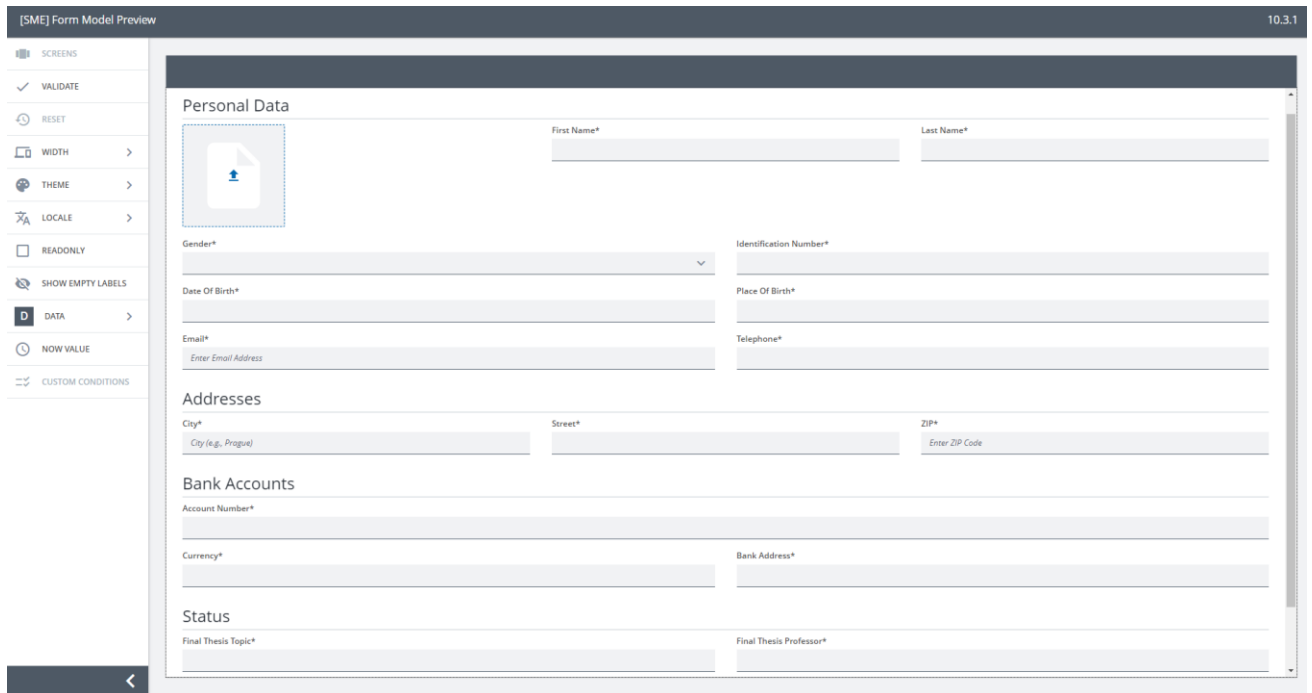 [SME] Form Model Preview 10.3.1
SCREENS
VALIDATE
RESET
WIDTH
THEME
LOCALE
READONLY
SHOW EMPTY LABELS
D DATA
NOW VALUE
CUSTOM CONDITIONS
Personal Data
First Name* Last Name*
Gender* Identification Number*
Date Of Birth* Place Of Birth*
Email* Telephone*
Enter Email Address
Addresses
City* Street* ZIP*
City (e.g., Prague) Enter ZIP Code
Bank Accounts
Account Number*
Currency* Bank Address*
Status
Final Thesis Topic* Final Thesis Professor*